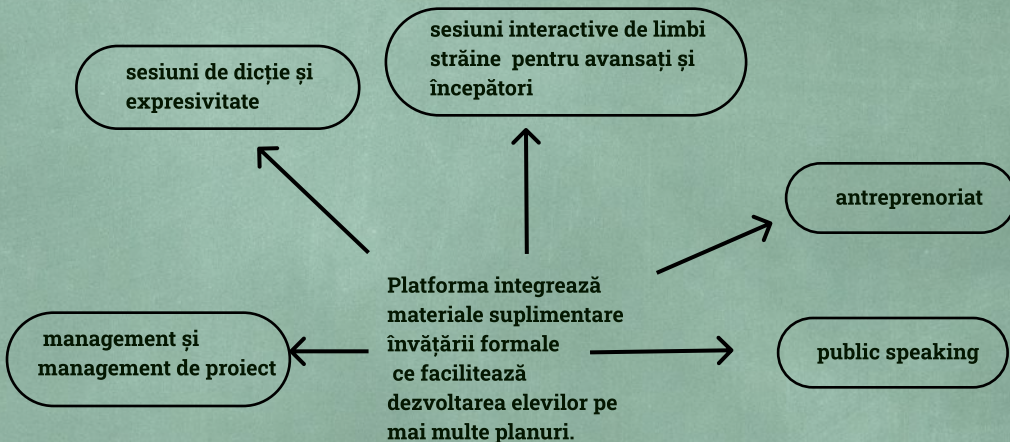 sesiuni interactive de limbi
străine pentru avansați și
începători
sesiuni de dicție și
expresivitate
antreprenoriat
Platforma integrează
materiale suplimentare
învățării formale
ce facilitează
dezvoltarea elevilor pe
mai multe planuri.
management și
management de proiect
public speaking